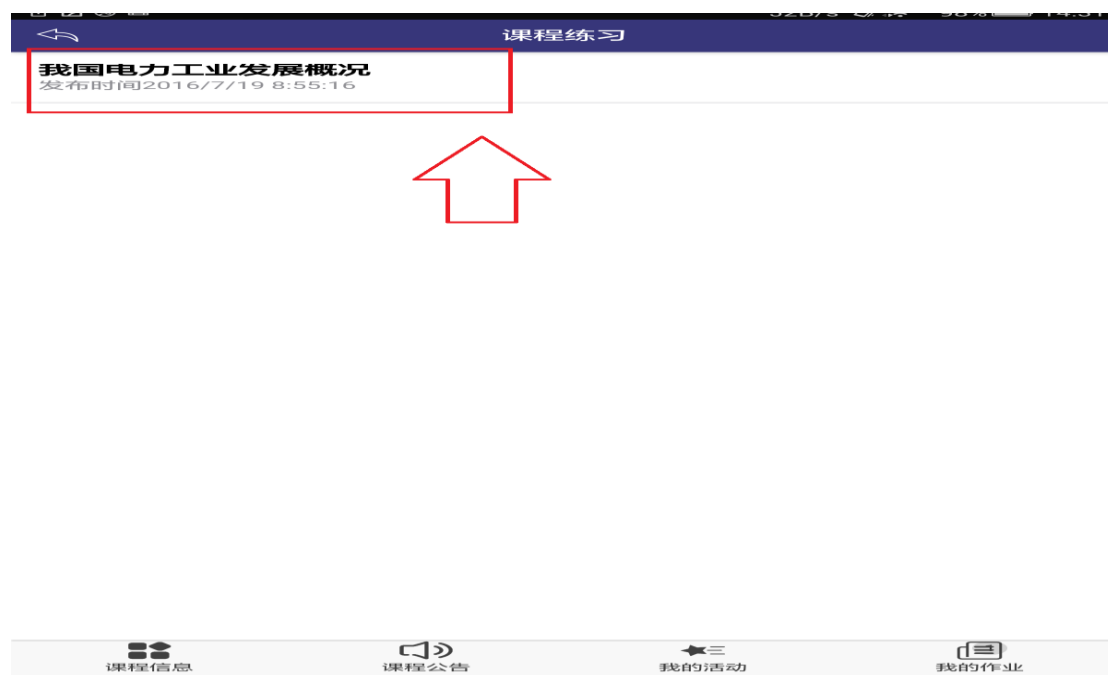 课程练习
我国电力工业发展概况
发布时间2016/7/19 8:55:16
课程信息
课程公告
我的活动
我的作业